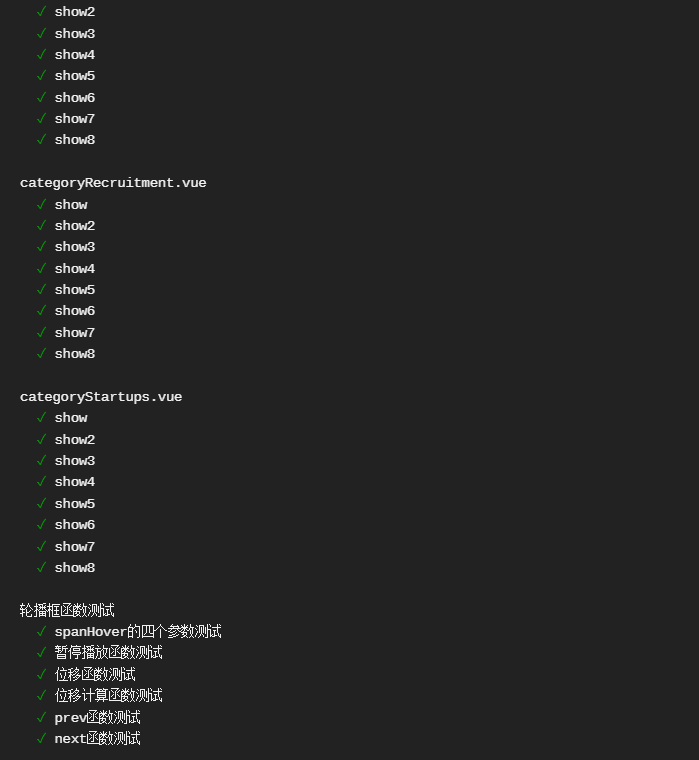 ✓ show2
✓ show3
✓ show4
✓ show5
✓ show6
✓ show7
✓ show8
categoryRecruitment.vue
✓ show
✓ show2
✓ show3
✓ show4
✓ show5
✓ show6
✓ show7
✓ show8
categoryStartups.vue
✓ show
✓ show2
✓ show3
✓ show4
✓ show5
✓ show6
✓ show7
✓ show8
轮播框函数测试
✓ spanHover的四个参数测试
✓ 暂停播放函数测试
✓ 位移函数测试
✓ 位移计算函数测试
✓ prev函数测试
✓ next函数测试